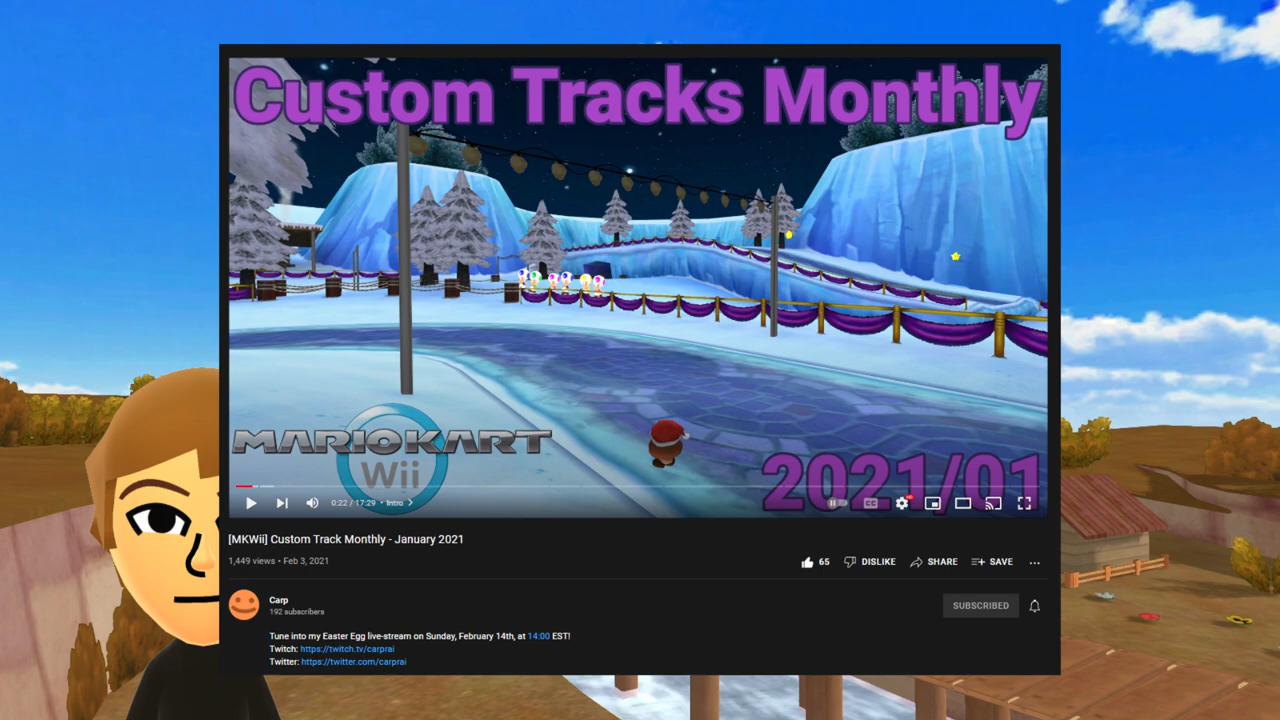 Custom Tracks Monthly
MARIOKART
Wii
2021/01
0:22 / 17:29 • Intro >
CC
HD
[MKWii] Custom Track Monthly - January 2021
1,449 views • Feb 3, 2021
65 DISLIKE SHARE SAVE ...
Carp
192 subscribers
SUBSCRIBED
Tune into my Easter Egg live-stream on Sunday, February 14th, at 14:00 EST!
Twitch: https://twitch.tv/carprai
Twitter: https://twitter.com/carprai